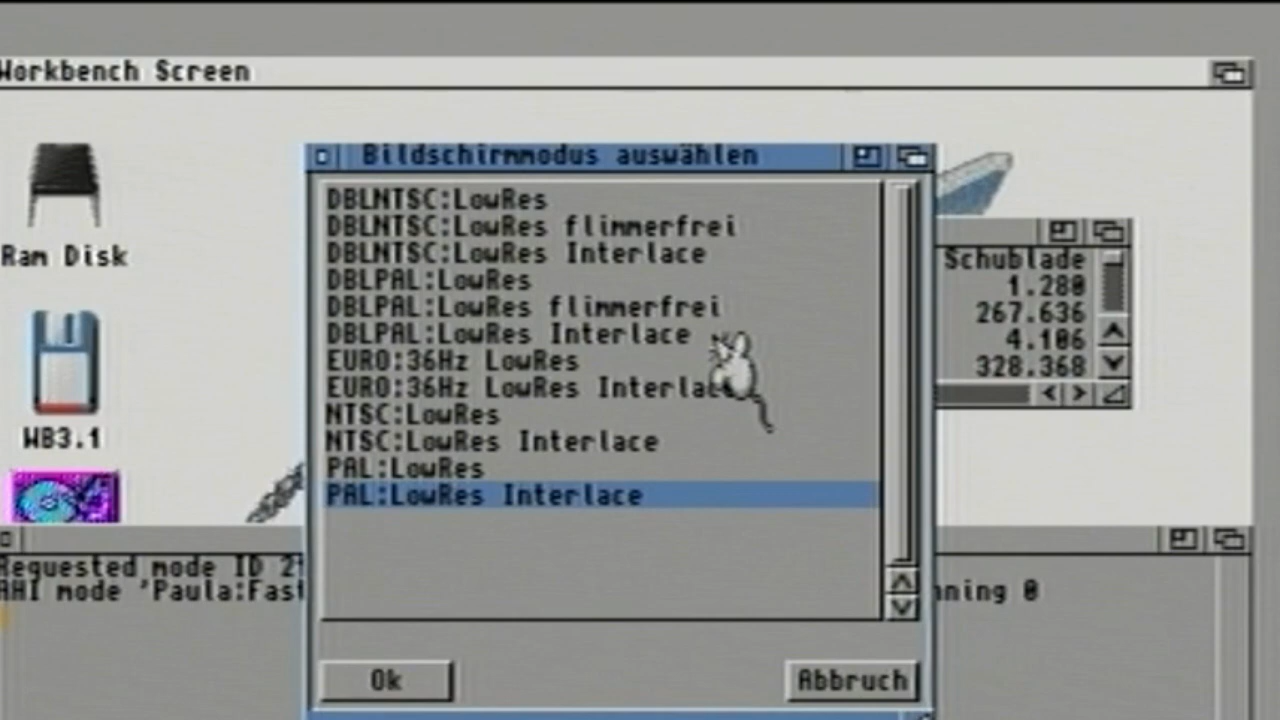 Workbench Screen
Bildschirmmodus auswählen
DBLNTSC:LowRes
DBLNTSC:LowRes flimmerfrei
DBLNTSC:LowRes Interlace
DBLPAL:LowRes
DBLPAL:LowRes flimmerfrei
DBLPAL:LowRes Interlace
EURO:36Hz LowRes
EURO:36Hz LowRes Interlace
NTSC:LowRes
NTSC:LowRes Interlace
PAL:LowRes
PAL:LowRes Interlace
Ok
Abbruch
Ram Disk
WB3.1
Schublade
1.280
267.636
4.106
328.368
Requested mode ID 2
AHI mode 'Paula:Fast
nning 0